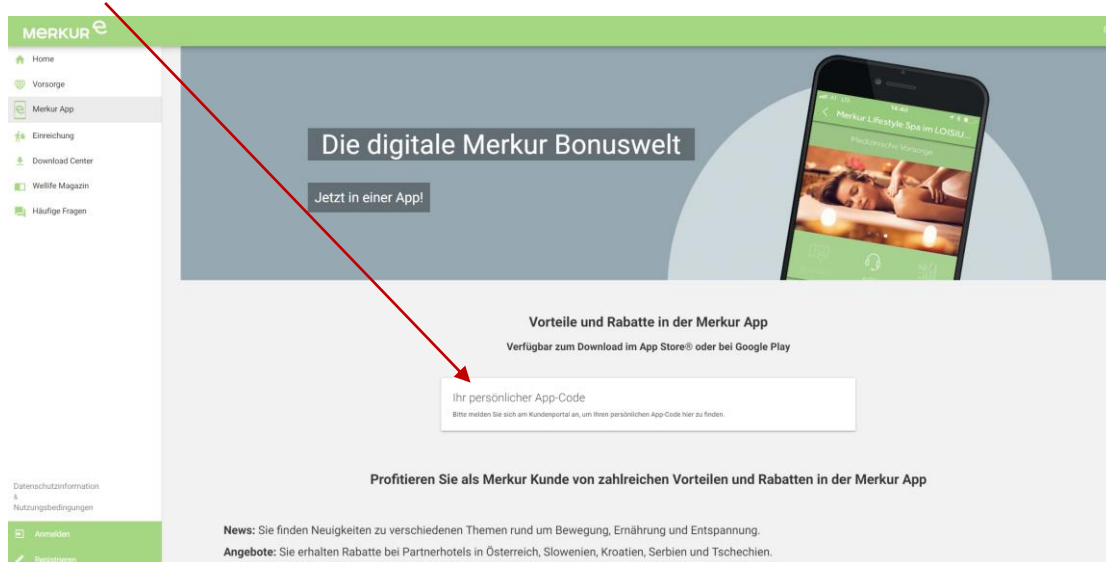 MERKUR e
Home
Vorsorge
Merkur App
Einreichung
Download Center
Wellife Magazin
Häufige Fragen
Datenschutzinformation
&
Nutzungsbedingungen
Anmelden
Registrieren
Die digitale Merkur Bonuswelt
Jetzt in einer App!
Merkur Lifestyle Spa im LOISIU...
Medizinische Vorsorge
Vorteile und Rabatte in der Merkur App
Verfügbar zum Download im App Store® oder bei Google Play
Ihr persönlicher App-Code
Bitte melden Sie sich am Kundenportal an, um Ihren persönlichen App-Code hier zu finden.
Profitieren Sie als Merkur Kunde von zahlreichen Vorteilen und Rabatten in der Merkur App
News: Sie finden Neuigkeiten zu verschiedenen Themen rund um Bewegung, Ernährung und Entspannung.
Angebote: Sie erhalten Rabatte bei Partnerhotels in Österreich, Slowenien, Kroatien, Serbien und Tschechien.